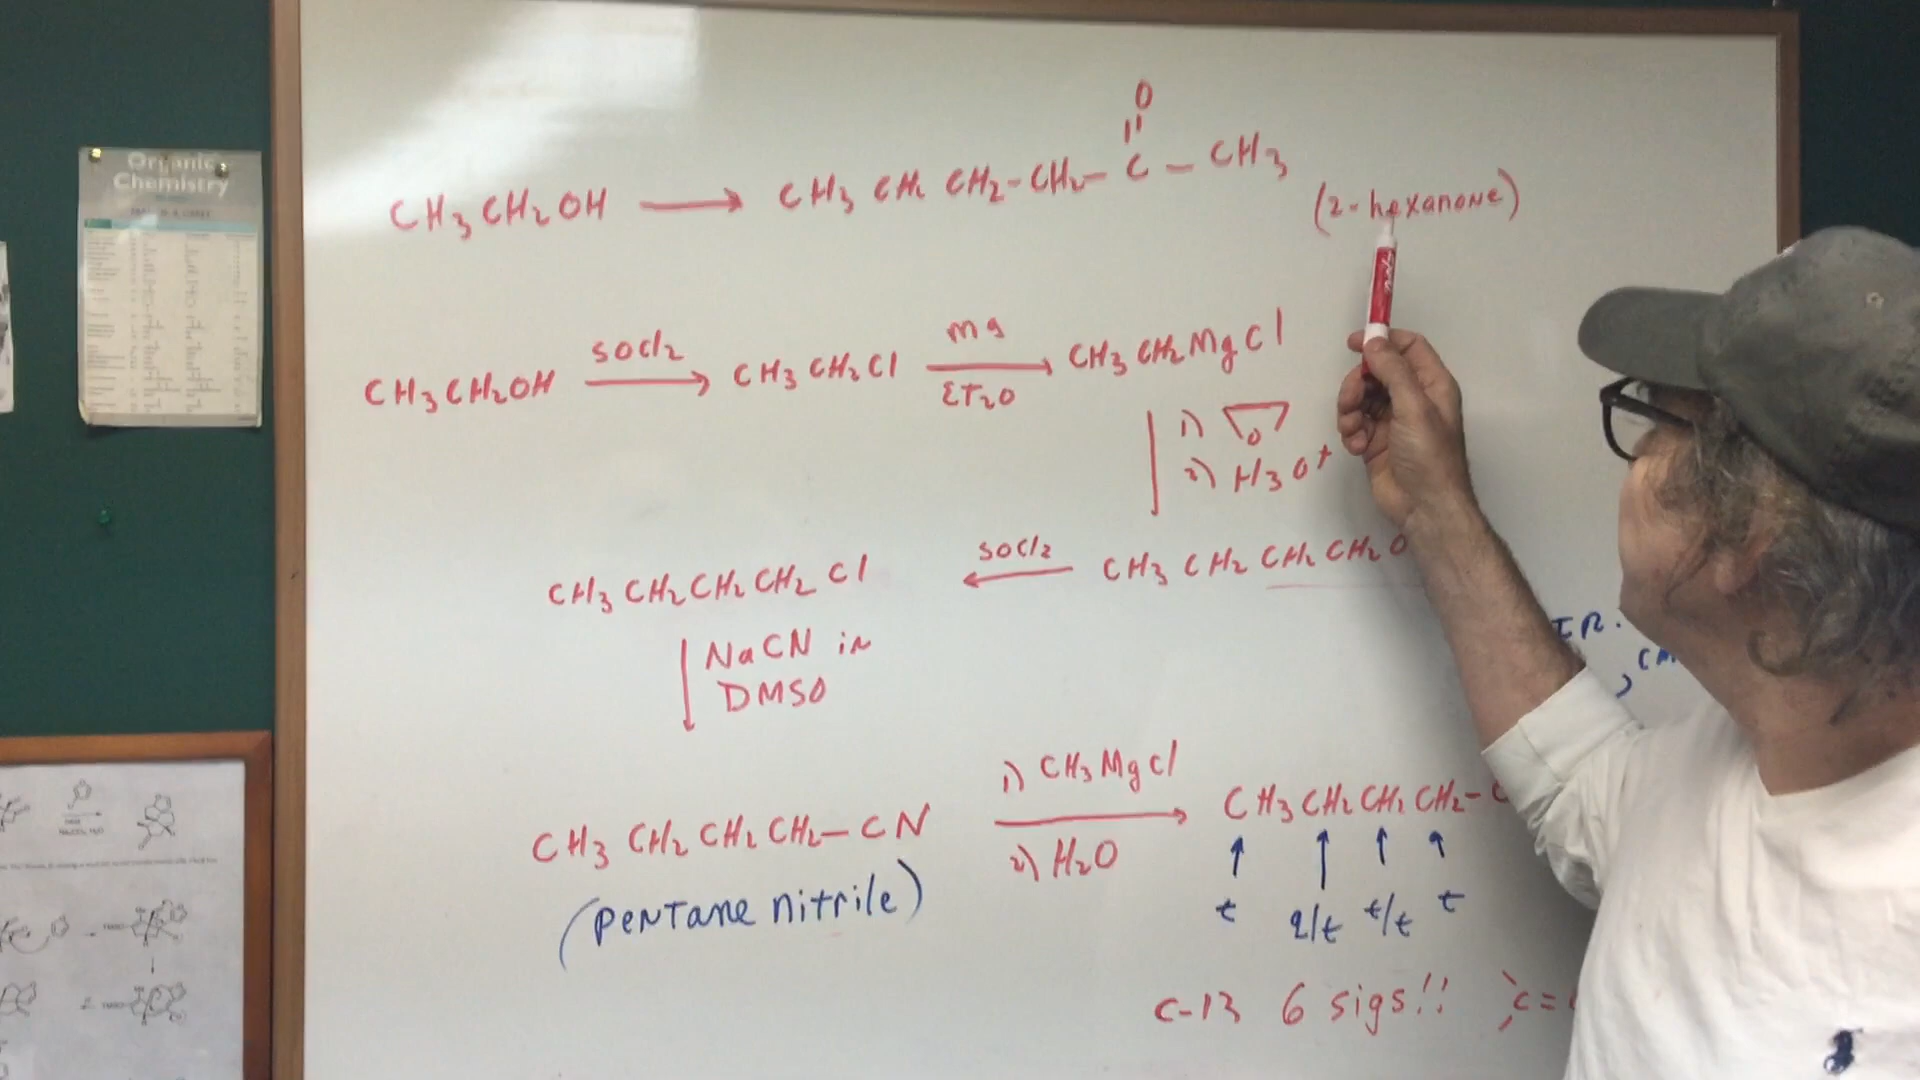 Organic
Chemistry
O
CH3CH2OH → CH3 CH2 CH2-CH2-C-CH3
(2-hexanone)
CH3CH2OH SOCl2 → CH3CH2Cl Mg ET2O → CH3CH2MgCl
1) O
2) H3O+
CH3CH2CH2CH2Cl ← SOCl2 CH3CH2CH2CH2O
NaCN in
DMSO
IR.
1) CH3MgCl
CH3CH2CH2CH2-CN → CH3CH2CH2CH2-C
2) H2O
(PENTANE nitrile)
t q/t t/t t
C-13 6 sigs!! C=